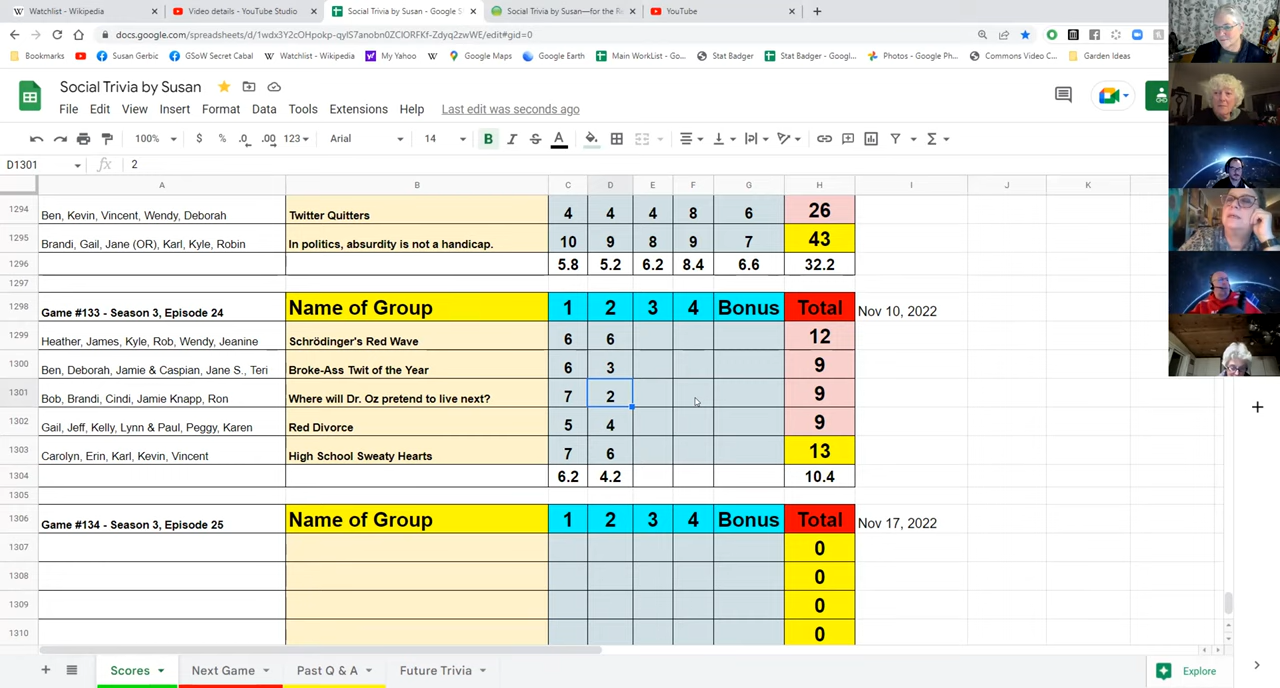 Watchlist - Wikipedia
Video details - YouTube Studio
Social Trivia by Susan - Google S
Social Trivia by Susan—for the R
YouTube
docs.google.com/spreadsheets/d/1wdx3Y2cOHpokp-qyIS7anobn0ZClORFKf-Zdyq2zwWE/edit#gid=0
Bookmarks
Susan Gerbic
GSoW Secret Cabal
Watchlist - Wikipedia
My Yahoo
Google Maps
Google Earth
Main WorkList - Go...
Stat Badger
Stat Badger - Googl...
Photos - Google Ph...
Commons Video C...
Garden Ideas
Social Trivia by Susan
File Edit View Insert Format Data Tools Extensions Help Last edit was seconds ago
100% $ % .0 .00 123 Arial 14 B I S A
D1301 fx 2
A B C D E F G H I J K
1294 Ben, Kevin, Vincent, Wendy, Deborah Twitter Quitters 4 4 4 8 6 26
1295 Brandi, Gail, Jane (OR), Karl, Kyle, Robin In politics, absurdity is not a handicap. 10 9 8 9 7 43
1296 5.8 5.2 6.2 8.4 6.6 32.2
1297
1298 Game #133 - Season 3, Episode 24 Name of Group 1 2 3 4 Bonus Total Nov 10, 2022
1299 Heather, James, Kyle, Rob, Wendy, Jeanine Schrödinger's Red Wave 6 6 12
1300 Ben, Deborah, Jamie & Caspian, Jane S., Teri Broke-Ass Twit of the Year 6 3 9
1301 Bob, Brandi, Cindi, Jamie Knapp, Ron Where will Dr. Oz pretend to live next? 7 2 9
1302 Gail, Jeff, Kelly, Lynn & Paul, Peggy, Karen Red Divorce 5 4 9
1303 Carolyn, Erin, Karl, Kevin, Vincent High School Sweaty Hearts 7 6 13
1304 6.2 4.2 10.4
1305
1306 Game #134 - Season 3, Episode 25 Name of Group 1 2 3 4 Bonus Total Nov 17, 2022
1307 0
1308 0
1309 0
1310 0
Scores Next Game Past Q & A Future Trivia Explore